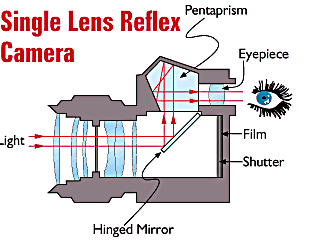 Single Lens Reflex
Camera
Pentaprism
Eyepiece
Light
Film
Shutter
Hinged Mirror